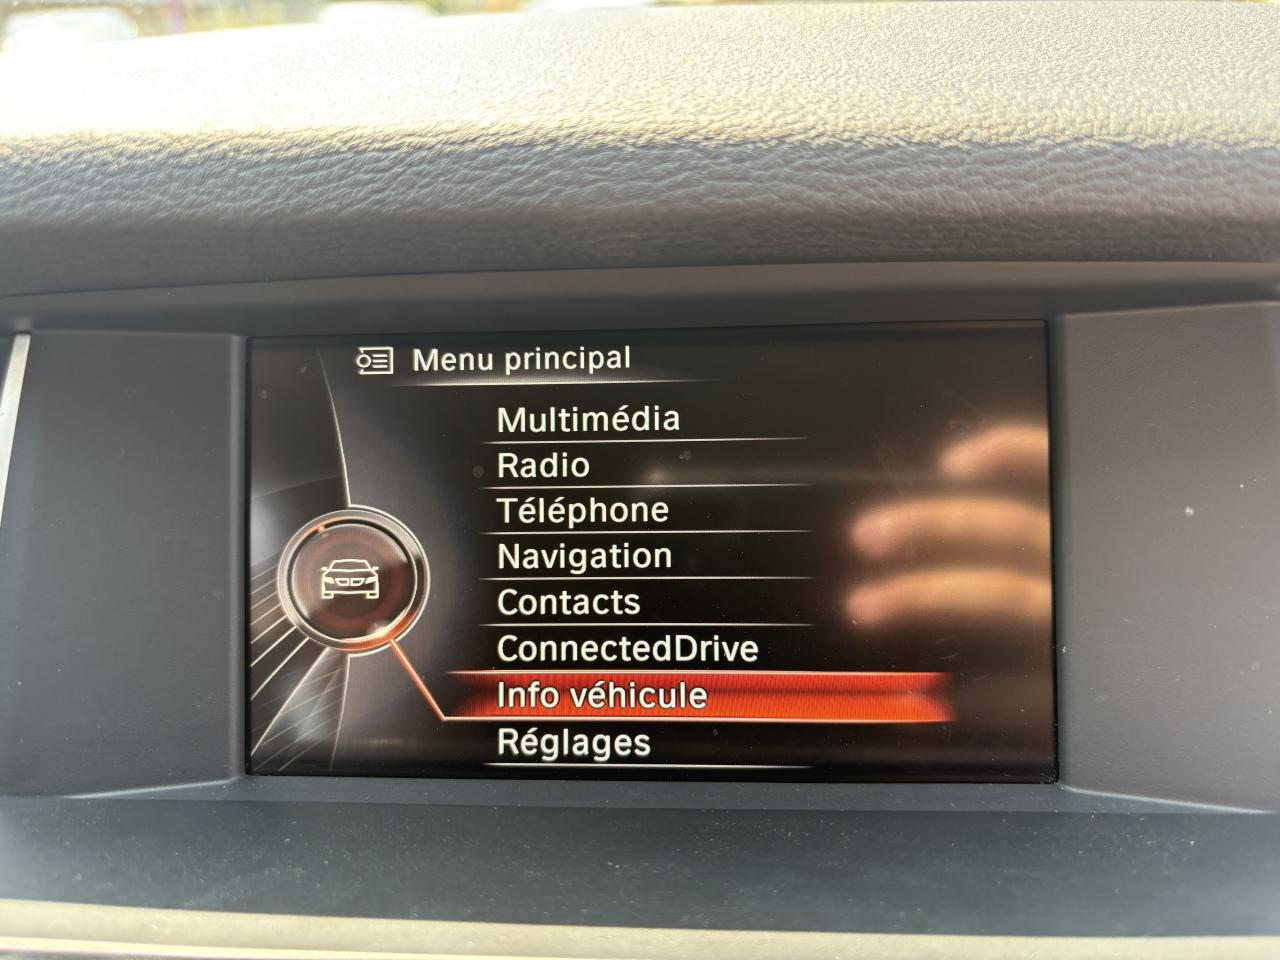 Menu principal
Multimédia
Radio
Téléphone
Navigation
Contacts
ConnectedDrive
Info véhicule
Réglages